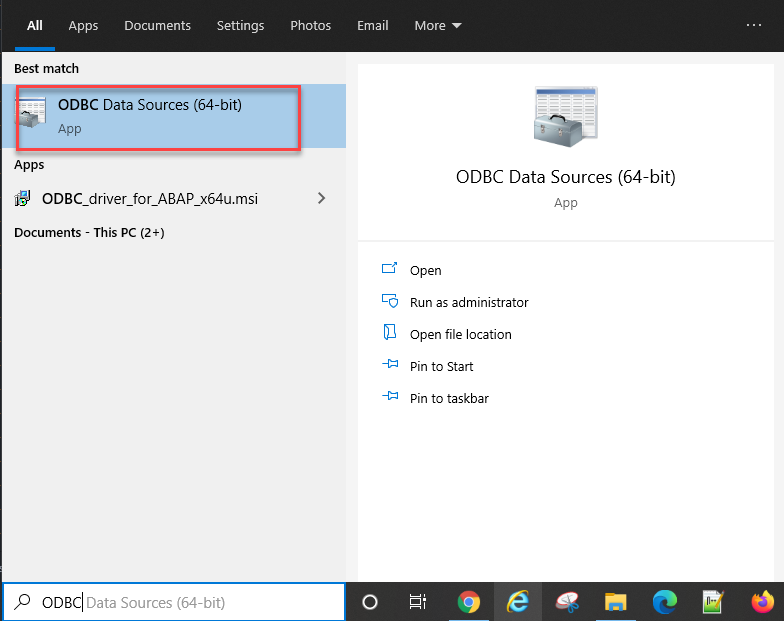 All Apps Documents Settings Photos Email More ...
Best match
ODBC Data Sources (64-bit)
App
Apps
ODBC_driver_for_ABAP_x64u.msi
Documents - This PC (2+)
ODBC Data Sources (64-bit)
App
Open
Run as administrator
Open file location
Pin to Start
Pin to taskbar
ODBC Data Sources (64-bit)